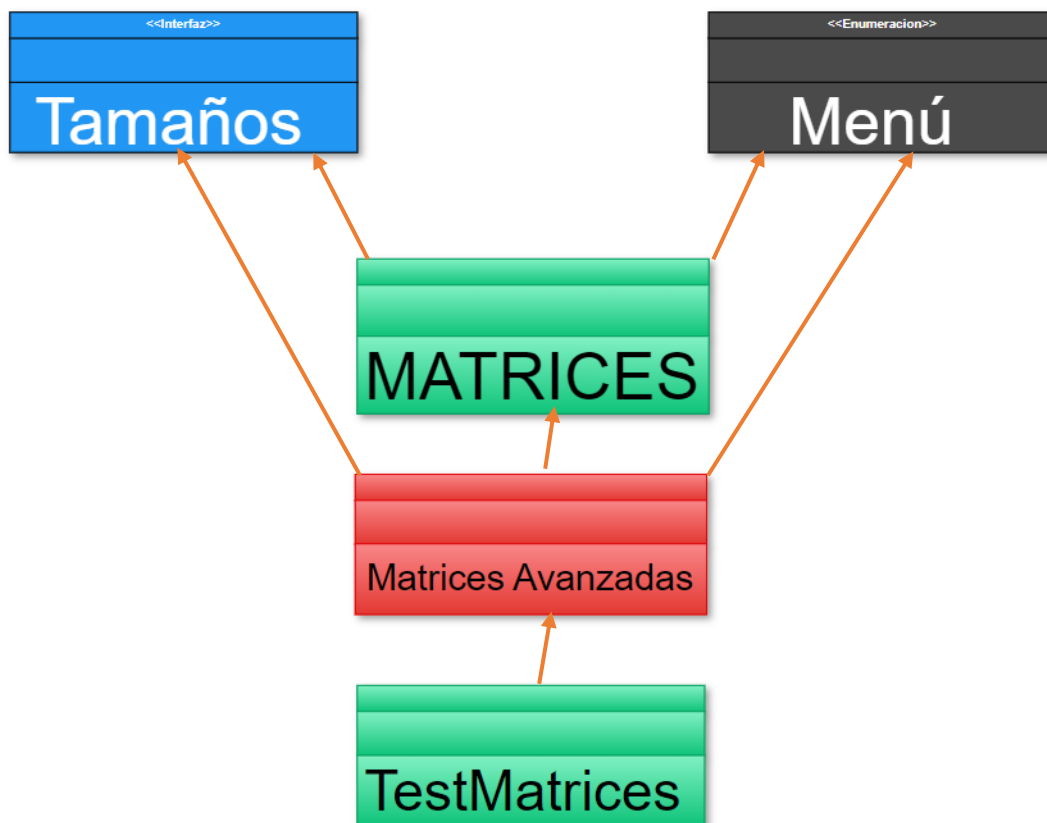 <<Interfaz>>
Tamaños
<<Enumeracion>>
Menú
MATRICES
Matrices Avanzadas
TestMatrices